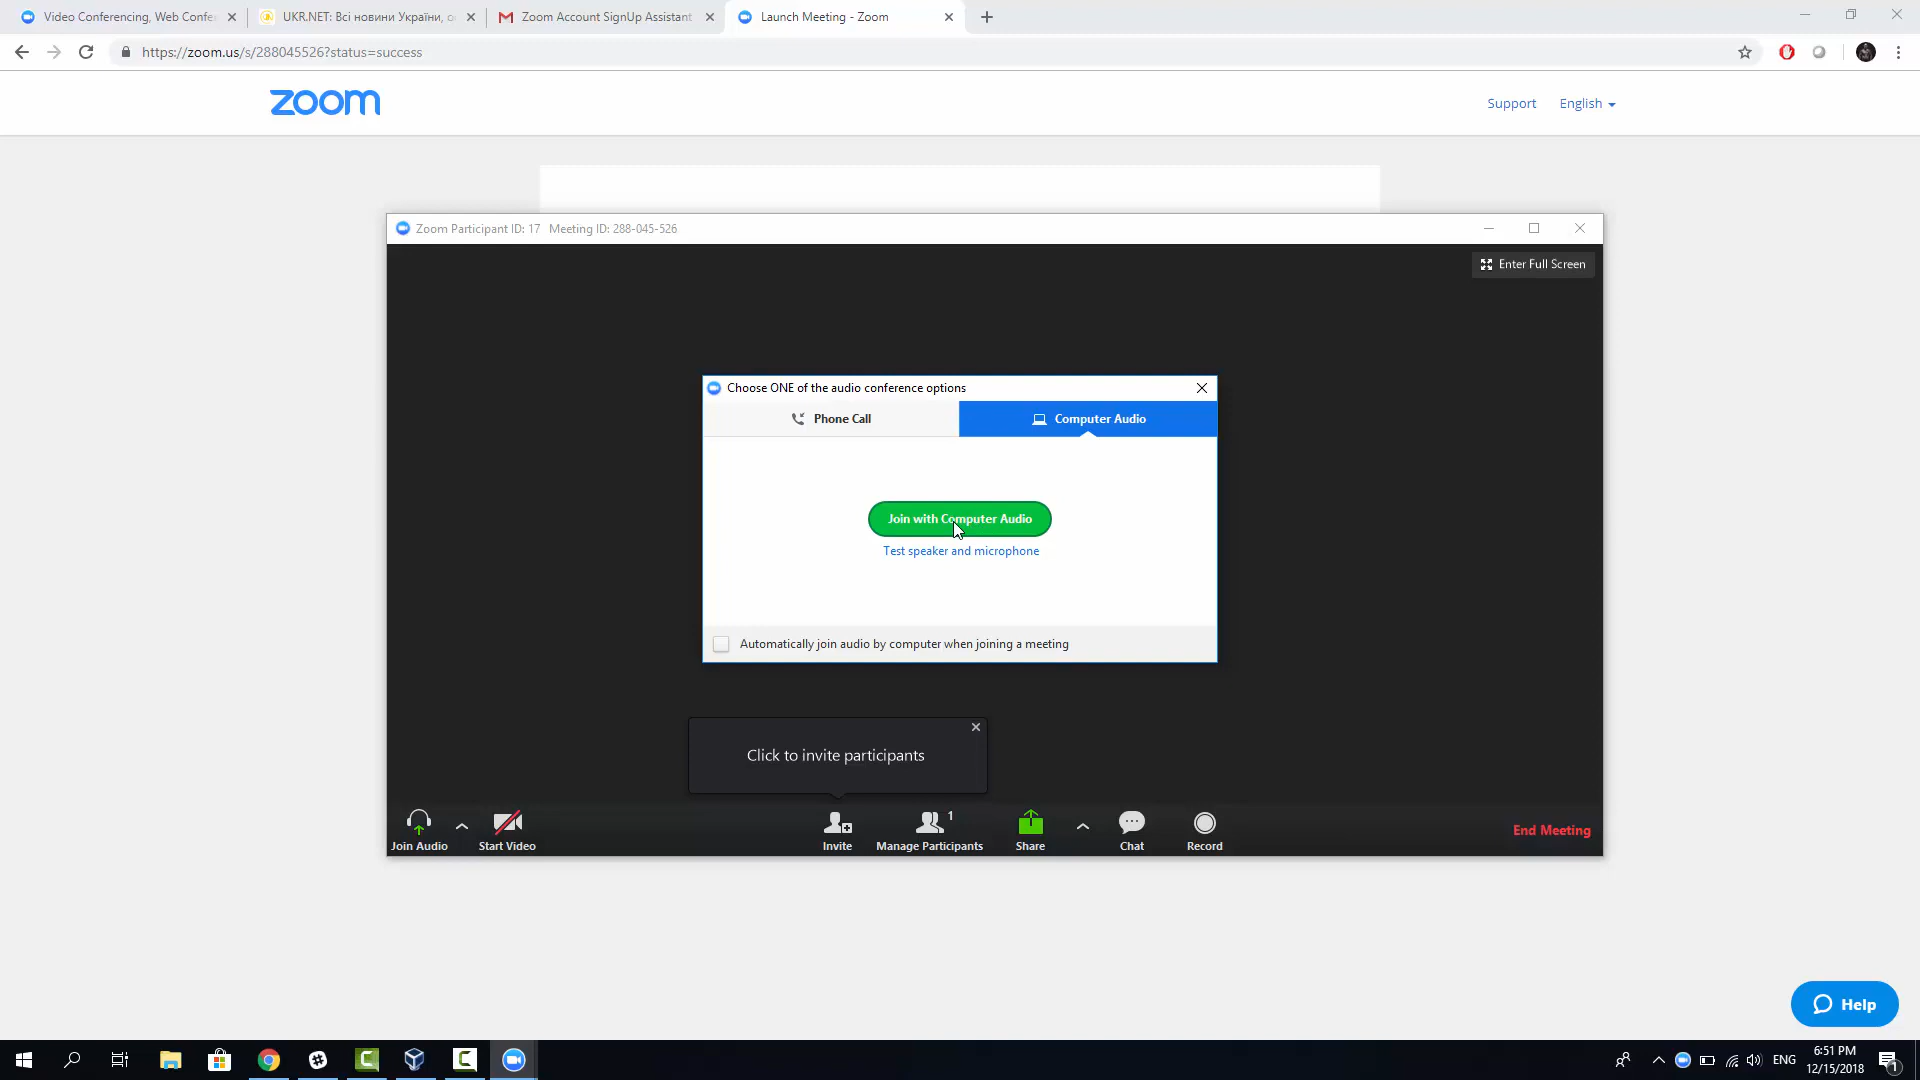 Video Conferencing, Web Confe
UKR.NET: Всі новини України, о
Zoom Account SignUp Assistant
Launch Meeting - Zoom
https://zoom.us/s/288045526?status=success
zoom
Support
English
Zoom Participant ID: 17 Meeting ID: 288-045-526
Enter Full Screen
Choose ONE of the audio conference options
Phone Call
Computer Audio
Join with Computer Audio
Test speaker and microphone
Automatically join audio by computer when joining a meeting
Click to invite participants
1
Join Audio
Start Video
Invite
Manage Participants
Share
Chat
Record
End Meeting
Help
ENG
6:51 PM
12/15/2018
1